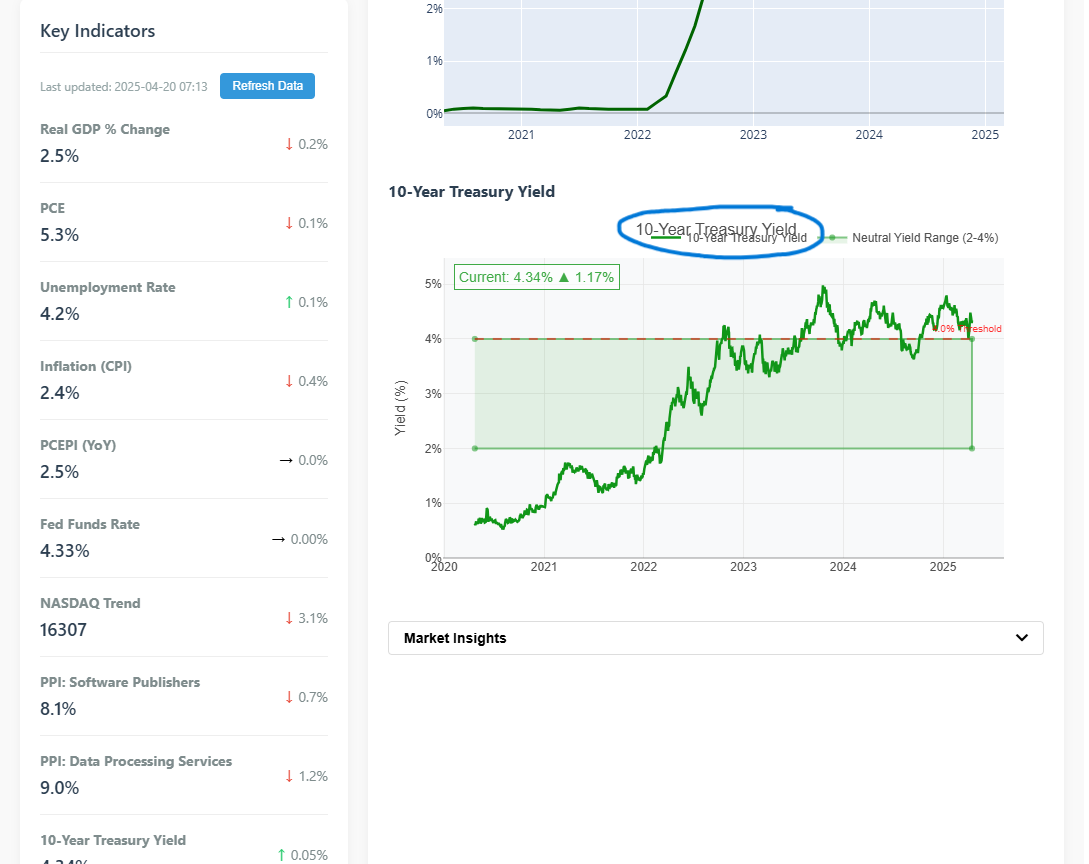 Key Indicators
Last updated: 2025-04-20 07:13
Refresh Data
Real GDP % Change
2.5%
↓ 0.2%
PCE
5.3%
↓ 0.1%
Unemployment Rate
4.2%
↑ 0.1%
Inflation (CPI)
2.4%
↓ 0.4%
PCEPI (YoY)
2.5%
→ 0.0%
Fed Funds Rate
4.33%
→ 0.00%
NASDAQ Trend
16307
↓ 3.1%
PPI: Software Publishers
8.1%
↓ 0.7%
PPI: Data Processing Services
9.0%
↓ 1.2%
10-Year Treasury Yield
4.34%
↑ 0.05%
2%
1%
0%
2021 2022 2023 2024 2025
10-Year Treasury Yield
10-Year Treasury Yield
10-Year Treasury Yield Neutral Yield Range (2-4%)
Current: 4.34% ▲ 1.17%
5%
4%
3%
2%
1%
0%
Yield (%)
.0% Threshold
2020 2021 2022 2023 2024 2025
Market Insights